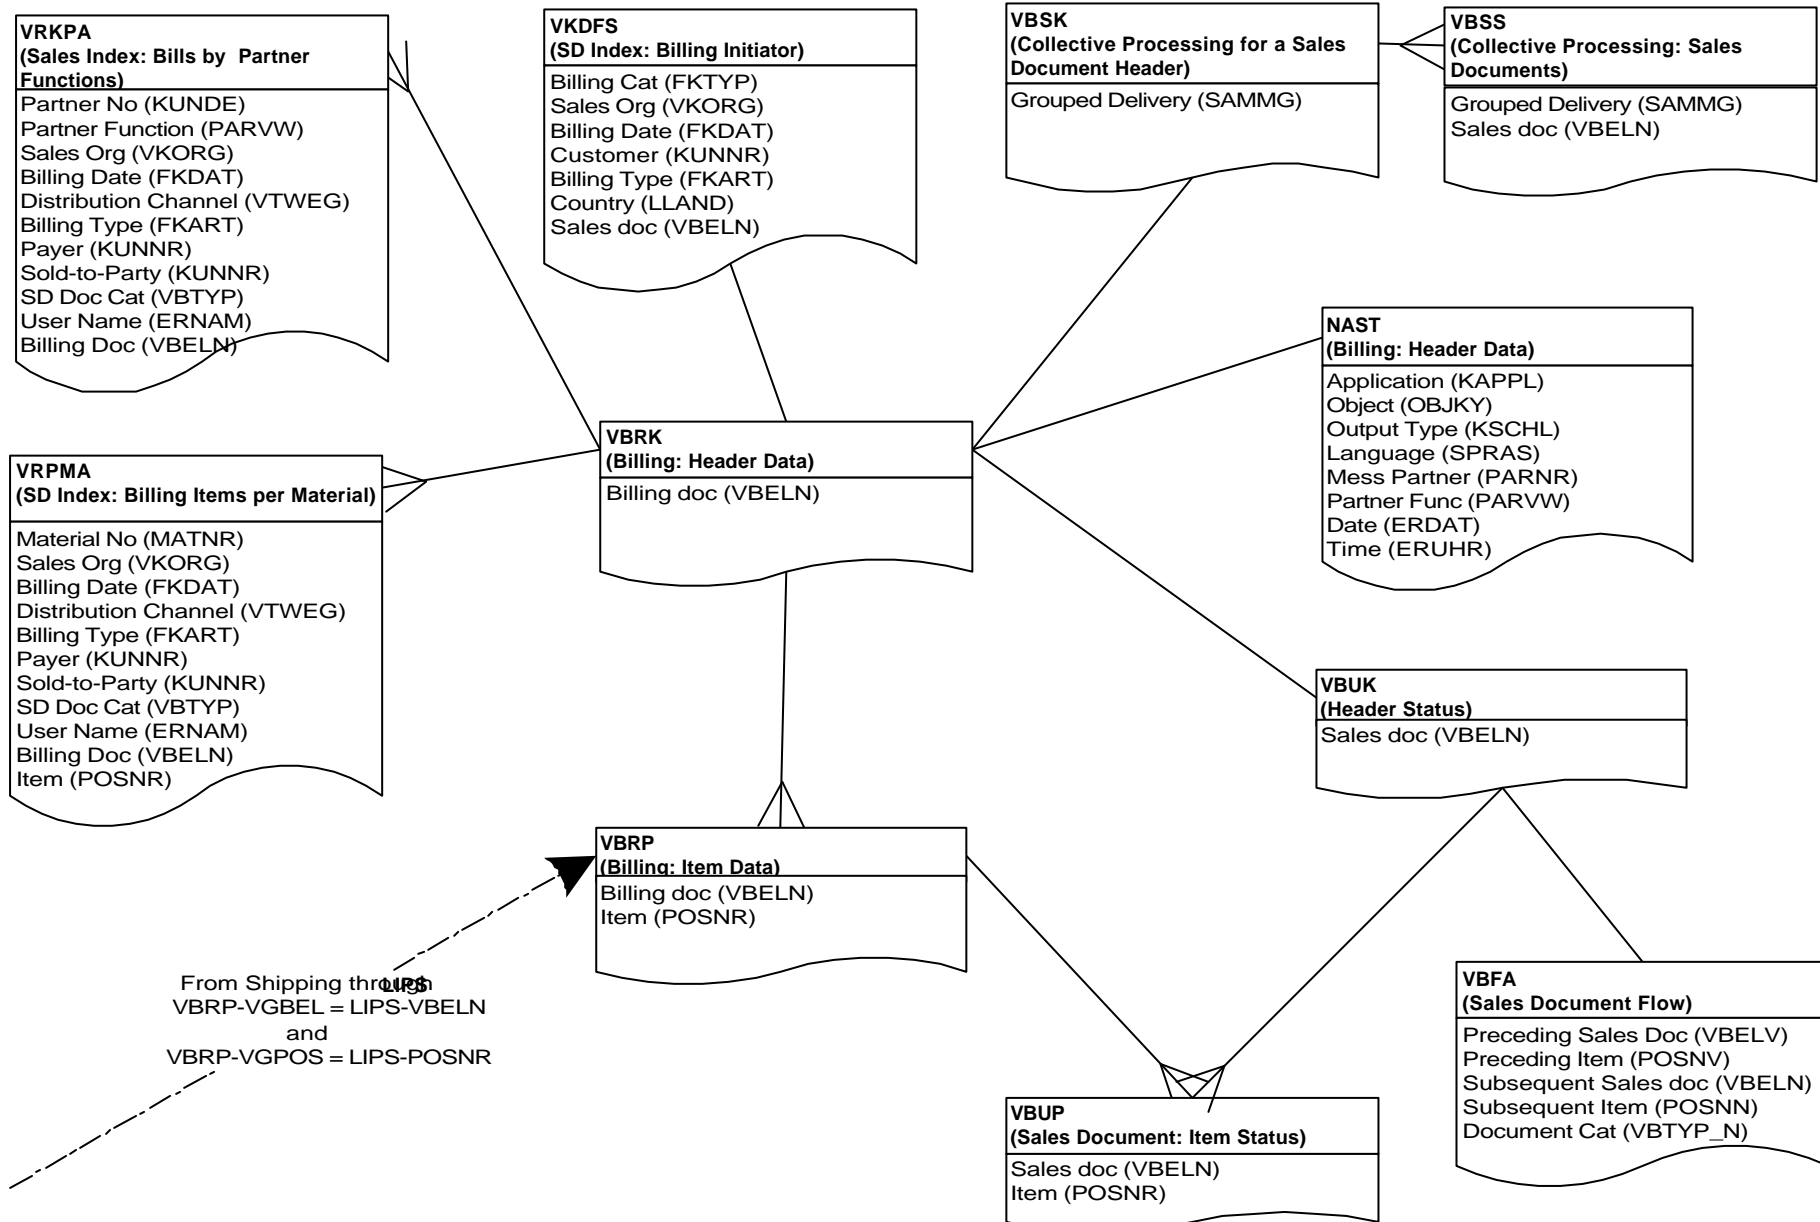 VRKPA
(Sales Index: Bills by Partner
Functions)
Partner No (KUNDE)
Partner Function (PARVW)
Sales Org (VKORG)
Billing Date (FKDAT)
Distribution Channel (VTWEG)
Billing Type (FKART)
Payer (KUNNR)
Sold-to-Party (KUNNR)
SD Doc Cat (VBTYP)
User Name (ERNAM)
Billing Doc (VBELN)
VKDFS
(SD Index: Billing Initiator)
Billing Cat (FKTYP)
Sales Org (VKORG)
Billing Date (FKDAT)
Customer (KUNNR)
Billing Type (FKART)
Country (LLAND)
Sales doc (VBELN)
VBSK
(Collective Processing for a Sales
Document Header)
Grouped Delivery (SAMMG)
VBSS
(Collective Processing: Sales
Documents)
Grouped Delivery (SAMMG)
Sales doc (VBELN)
NAST
(Billing: Header Data)
Application (KAPPL)
Object (OBJKY)
Output Type (KSCHL)
Language (SPRAS)
Mess Partner (PARNR)
Partner Func (PARVW)
Date (ERDAT)
Time (ERUHR)
VBRK
(Billing: Header Data)
Billing doc (VBELN)
VRPMA
(SD Index: Billing Items per Material)
Material No (MATNR)
Sales Org (VKORG)
Billing Date (FKDAT)
Distribution Channel (VTWEG)
Billing Type (FKART)
Payer (KUNNR)
Sold-to-Party (KUNNR)
SD Doc Cat (VBTYP)
User Name (ERNAM)
Billing Doc (VBELN)
Item (POSNR)
VBUK
(Header Status)
Sales doc (VBELN)
VBRP
(Billing: Item Data)
Billing doc (VBELN)
Item (POSNR)
From Shipping through LIPS
VBRP-VGBEL = LIPS-VBELN
and
VBRP-VGPOS = LIPS-POSNR
VBFA
(Sales Document Flow)
Preceding Sales Doc (VBELV)
Preceding Item (POSNV)
Subsequent Sales doc (VBELN)
Subsequent Item (POSNN)
Document Cat (VBTYP_N)
VBUP
(Sales Document: Item Status)
Sales doc (VBELN)
Item (POSNR)